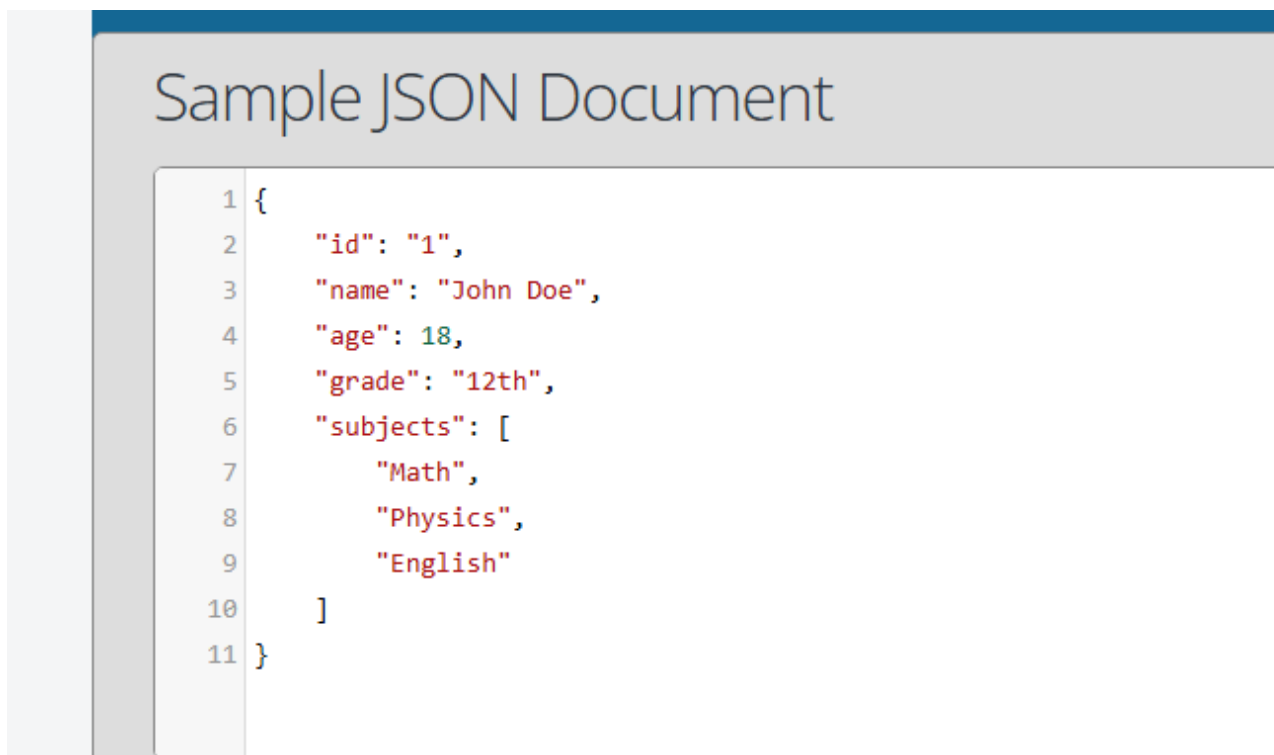 Sample JSON Document
1 {
2     "id": "1",
3     "name": "John Doe",
4     "age": 18,
5     "grade": "12th",
6     "subjects": [
7         "Math",
8         "Physics",
9         "English"
10     ]
11 }